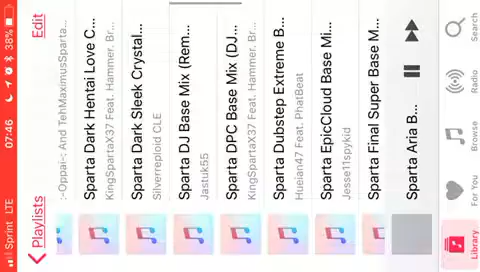 Sprint LTE 07:46 38%
Playlists Edit
:-Oppai-: And TehMaximusSparta...
Sparta Dark Hentai Love C...
KingSpartaX37 Feat. Hammer, Br...
Sparta Dark Sleek Crystal...
Silverreploid CLE
Sparta DJ Base Mix (Rem...
Jastuk55
Sparta DPC Base Mix (DJ...
KingSpartaX37 Feat. Hammer, Br...
Sparta Dubstep Extreme B...
Hueian47 Feat. PhatBeat
Sparta EpicCloud Base Mi...
Jesse11spykid
Sparta Final Super Base M...
Sparta Aria B...
Library
For You
Browse
Radio
Search